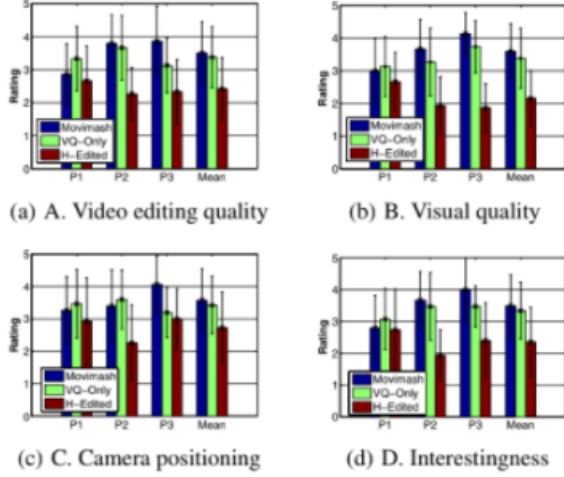 5
4
3
2
1
0
Rating
Movimash
VQ-Only
H-Edited
P1 P2 P3 Mean
(a) A. Video editing quality
5
4
3
2
1
0
Rating
Movimash
VQ-Only
H-Edited
P1 P2 P3 Mean
(b) B. Visual quality
5
4
3
2
1
0
Rating
Movimash
VQ-Only
H-Edited
P1 P2 P3 Mean
(c) C. Camera positioning
5
4
3
2
1
0
Rating
Movimash
VQ-Only
H-Edited
P1 P2 P3 Mean
(d) D. Interestingness